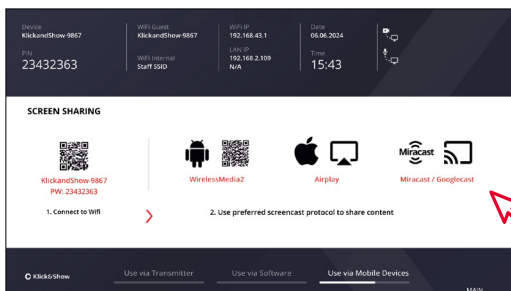 Device
KlickandShow-9867
PIN
23432363
WiFi Guest
KlickandShow-9867
WiFi Internal
Staff SSID
WiFi IP
192.168.43.1
LAN IP
192.168.2.109
N/A
Date
06.06.2024
Time
15:43
SCREEN SHARING
KlickandShow-9867
PW: 23432363
1. Connect to Wifi
WirelessMedia2
Airplay
Miracast
Miracast / Googlecast
2. Use preferred screencast protocol to share content
Klick&Show
Use via Transmitter
Use via Software
Use via Mobile Devices
MAIN